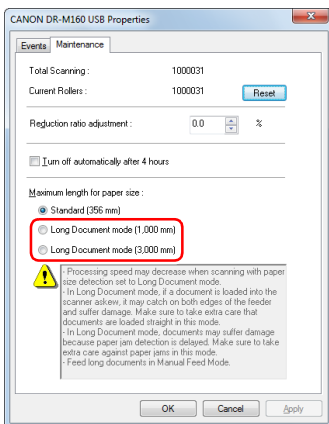 CANON DR-M160 USB Properties
Events Maintenance
Total Scanning : 1000031
Current Rollers : 1000031 Reset
Reduction ratio adjustment : 0.0 %
Turn off automatically after 4 hours
Maximum length for paper size :
Standard (356 mm)
Long Document mode (1,000 mm)
Long Document mode (3,000 mm)
- Processing speed may decrease when scanning with paper
size detection set to Long Document mode.
- In Long Document mode, if a document is loaded into the
scanner askew, it may catch on both edges of the feeder
and suffer damage. Make sure to take extra care that
documents are loaded straight in this mode.
- In Long Document mode, documents may suffer damage
because paper jam detection is delayed. Make sure to take
extra care against paper jams in this mode.
- Feed long documents in Manual Feed Mode.
OK Cancel Apply